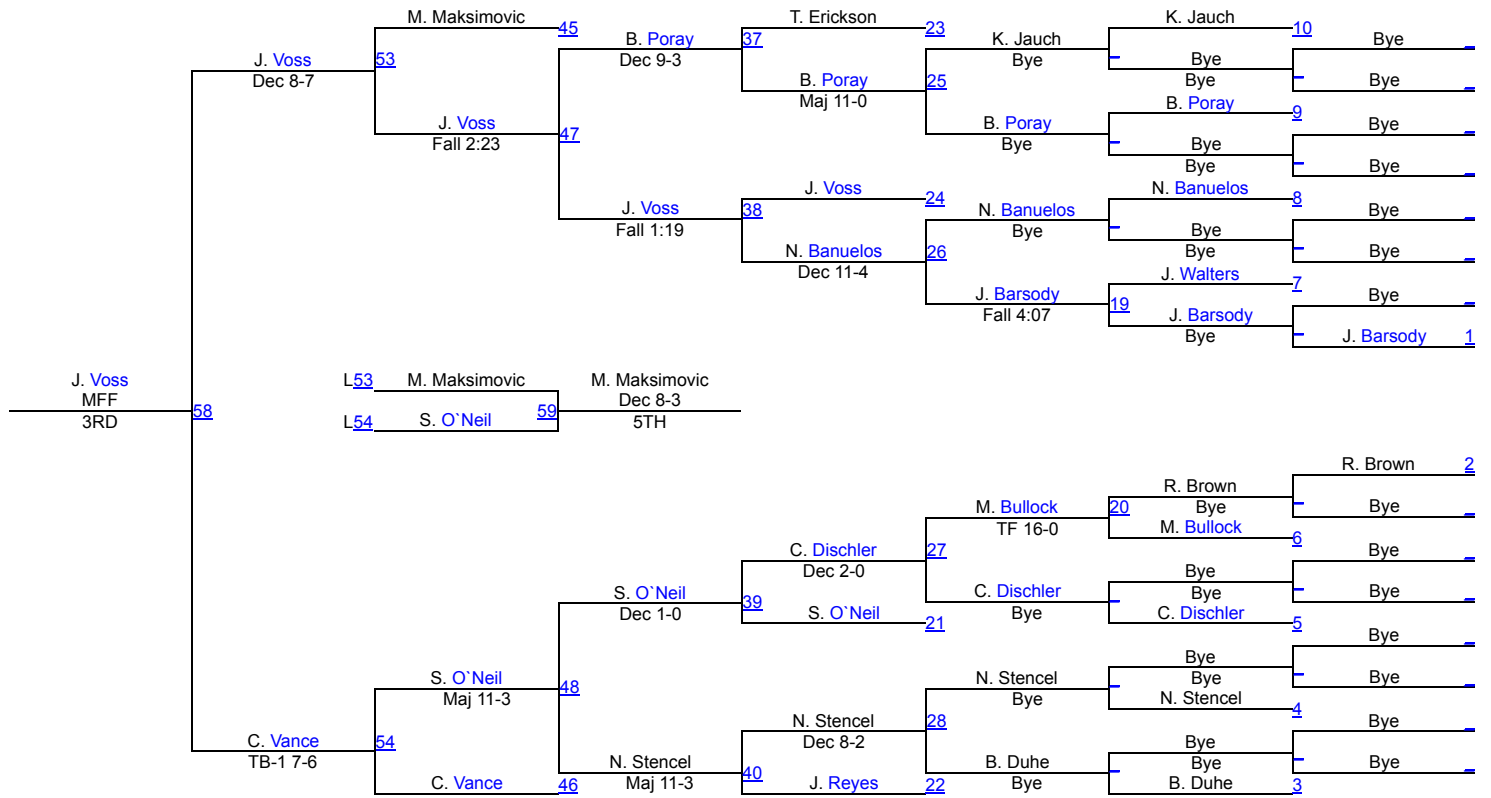 M. Maksimovic
45
J. Voss
Dec 8-7
53
J. Voss
Fall 2:23
B. Poray
Dec 9-3
47
J. Voss
Fall 1:19
37
T. Erickson
23
B. Poray
Maj 11-0
38
J. Voss
24
N. Banuelos
Dec 11-4
K. Jauch
Bye
25
B. Poray
Bye
N. Banuelos
Bye
26
J. Barsody
Fall 4:07
K. Jauch
10
Bye
Bye
B. Poray
9
Bye
Bye
N. Banuelos
8
Bye
Bye
J. Walters
7
19
J. Barsody
Bye
Bye
Bye
Bye
Bye
Bye
Bye
Bye
J. Barsody 1
J. Voss
MFF
3RD
58
L53 M. Maksimovic
L54 S. O`Neil
59
M. Maksimovic
Dec 8-3
5TH
C. Vance
TB-1 7-6
54
S. O`Neil
Maj 11-3
C. Vance
46
48
S. O`Neil
Dec 1-0
N. Stencel
Maj 11-3
39
C. Dischler
Dec 2-0
S. O`Neil
21
40
N. Stencel
Dec 8-2
J. Reyes
22
27
M. Bullock
TF 16-0
C. Dischler
Bye
28
N. Stencel
Bye
B. Duhe
Bye
20
R. Brown
Bye
M. Bullock
6
Bye
Bye
C. Dischler
5
Bye
Bye
N. Stencel
4
Bye
Bye
B. Duhe
3
R. Brown 2
Bye
Bye
Bye
Bye
Bye
Bye
Bye